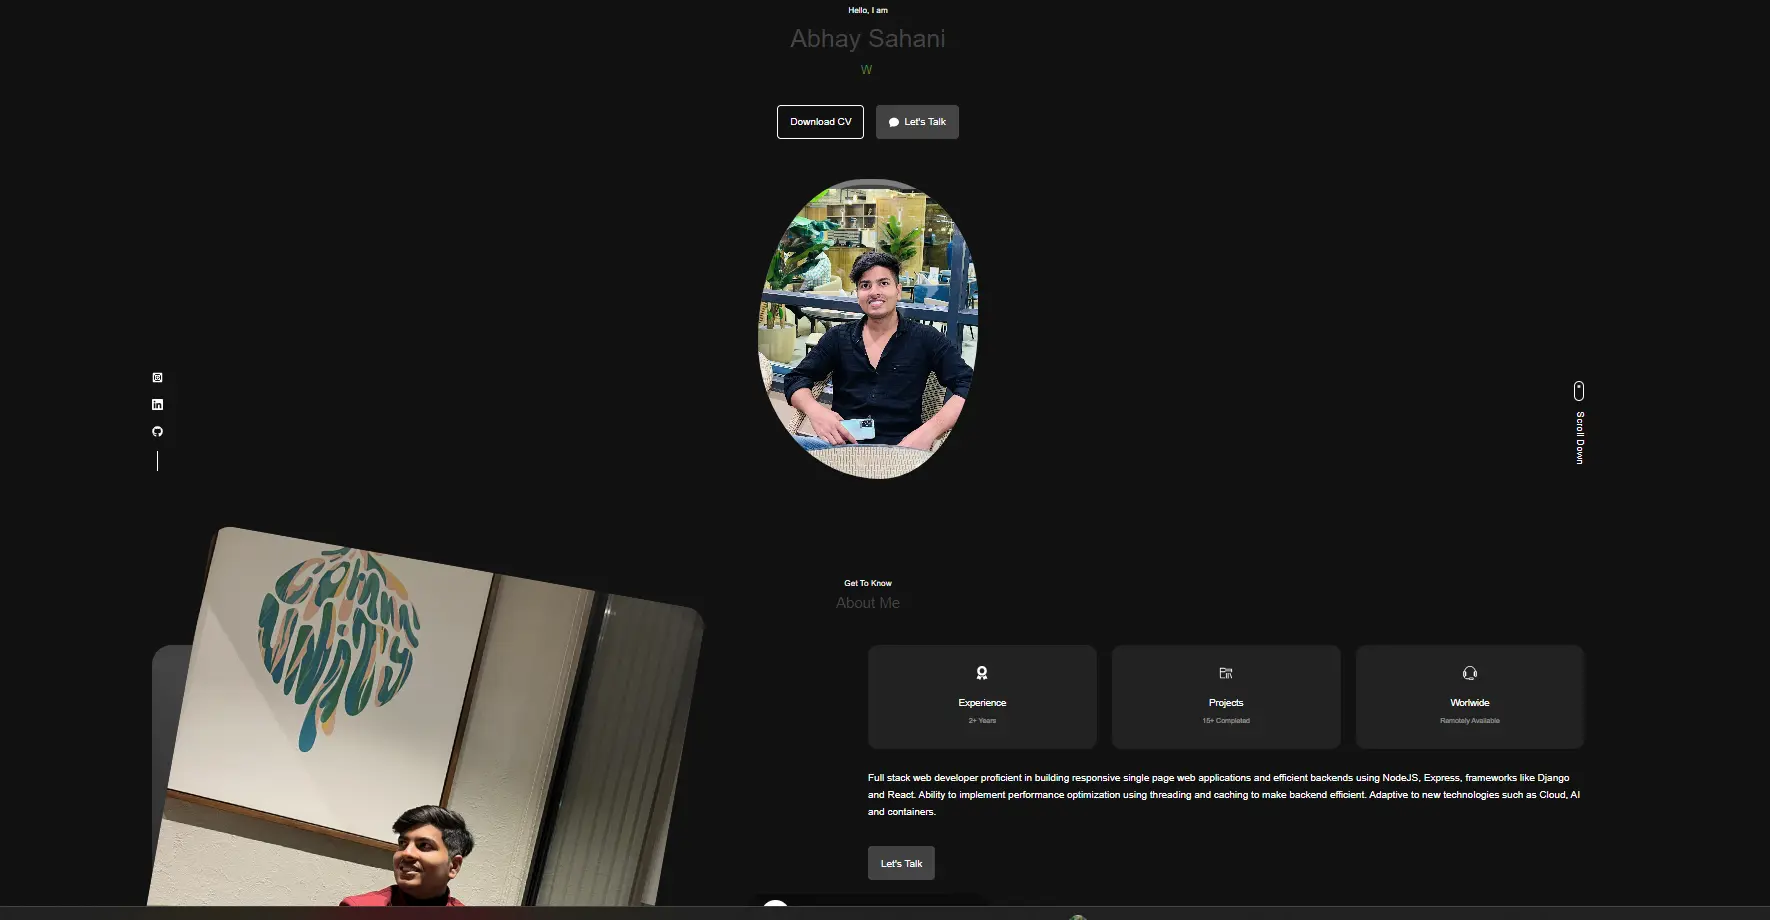 Hello, I am
Abhay Sahani
W
Download CV
Let's Talk
Scroll Down
COMM
UNITY
Get To Know
About Me
Experience
2+ Years
Projects
15+ Completed
Worlwide
Ramotely Available
Full stack web developer proficient in building responsive single page web applications and efficient backends using NodeJS, Express, frameworks like Django
and React. Ability to implement performance optimization using threading and caching to make backend efficient. Adaptive to new technologies such as Cloud, AI
and containers.
Let's Talk